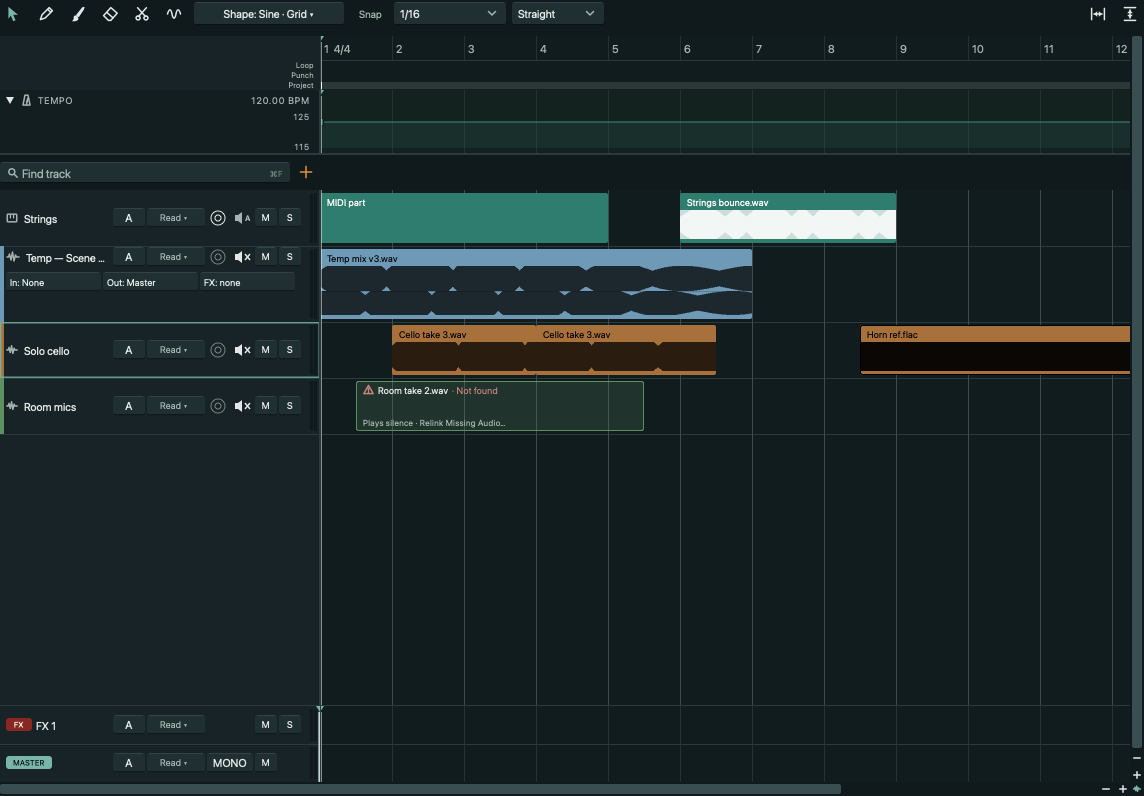 Shape: Sine · Grid ▾ Snap 1/16 Straight
1 4/4 2 3 4 5 6 7 8 9 10 11 12
Loop
Punch
Project
TEMPO 120.00 BPM
125
115
Find track ⌘F
Strings A Read ▾ A M S
MIDI part Strings bounce.wav
Temp — Scene ... A Read ▾ M S
In: None Out: Master FX: none
Temp mix v3.wav
Solo cello A Read ▾ M S
Cello take 3.wav Cello take 3.wav Horn ref.flac
Room mics A Read ▾ M S
Room take 2.wav · Not found
Plays silence · Relink Missing Audio...
FX FX 1 A Read ▾ M S
MASTER A Read ▾ MONO M